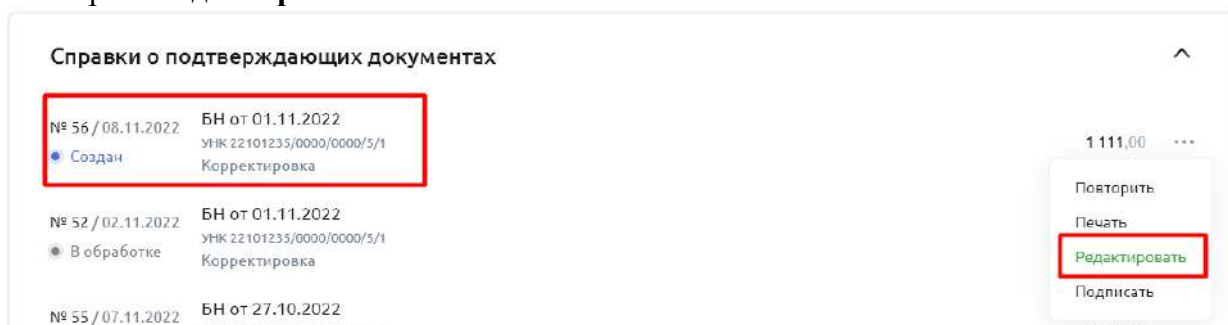 Справки о подтверждающих документах
№ 56 / 08.11.2022
Создан
БН от 01.11.2022
УНК 22101235/0000/0000/5/1
Корректировка
1 111,00
Повторить
Печать
Редактировать
Подписать
№ 52 / 02.11.2022
В обработке
БН от 01.11.2022
УНК 22101235/0000/0000/5/1
Корректировка
№ 55 / 07.11.2022
БН от 27.10.2022